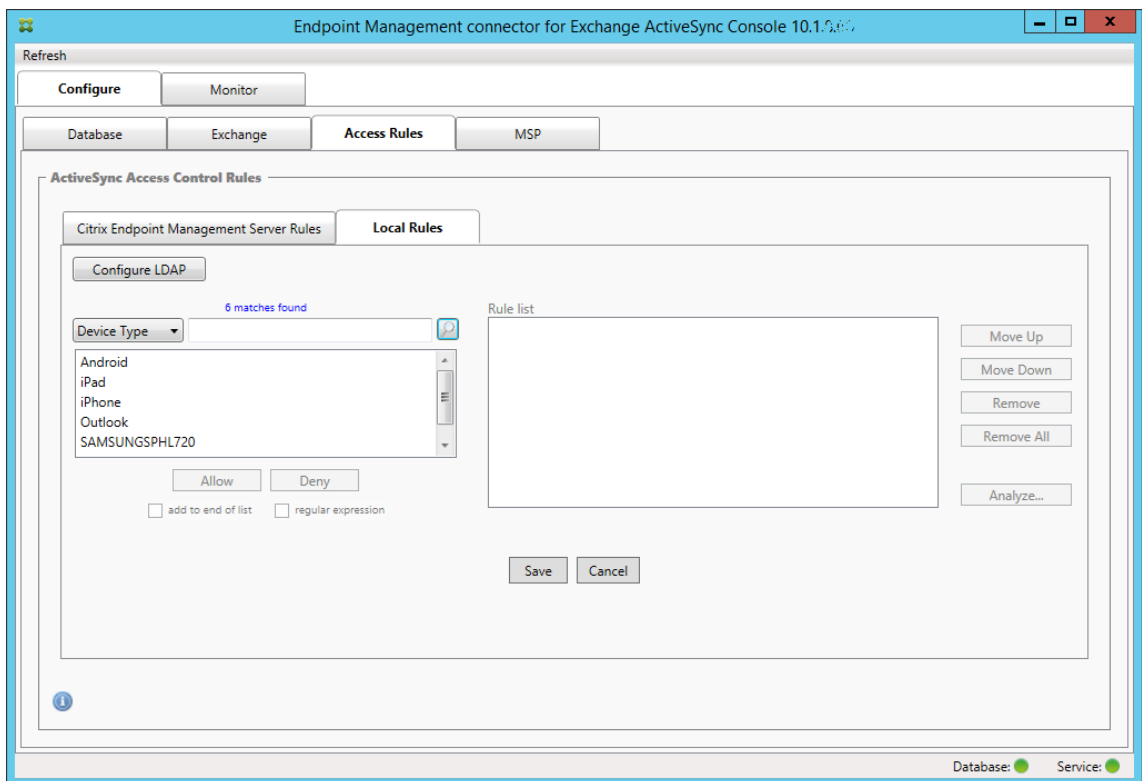 Endpoint Management connector for Exchange ActiveSync Console 10.1.
Refresh
Configure Monitor
Database Exchange Access Rules MSP
ActiveSync Access Control Rules
Citrix Endpoint Management Server Rules Local Rules
Configure LDAP
6 matches found
Rule list
Device Type
Move Up
Android
iPad
Move Down
iPhone
Remove
Outlook
SAMSUNGSPHL720
Remove All
Allow Deny
Analyze...
add to end of list regular expression
Save Cancel
Database: Service: